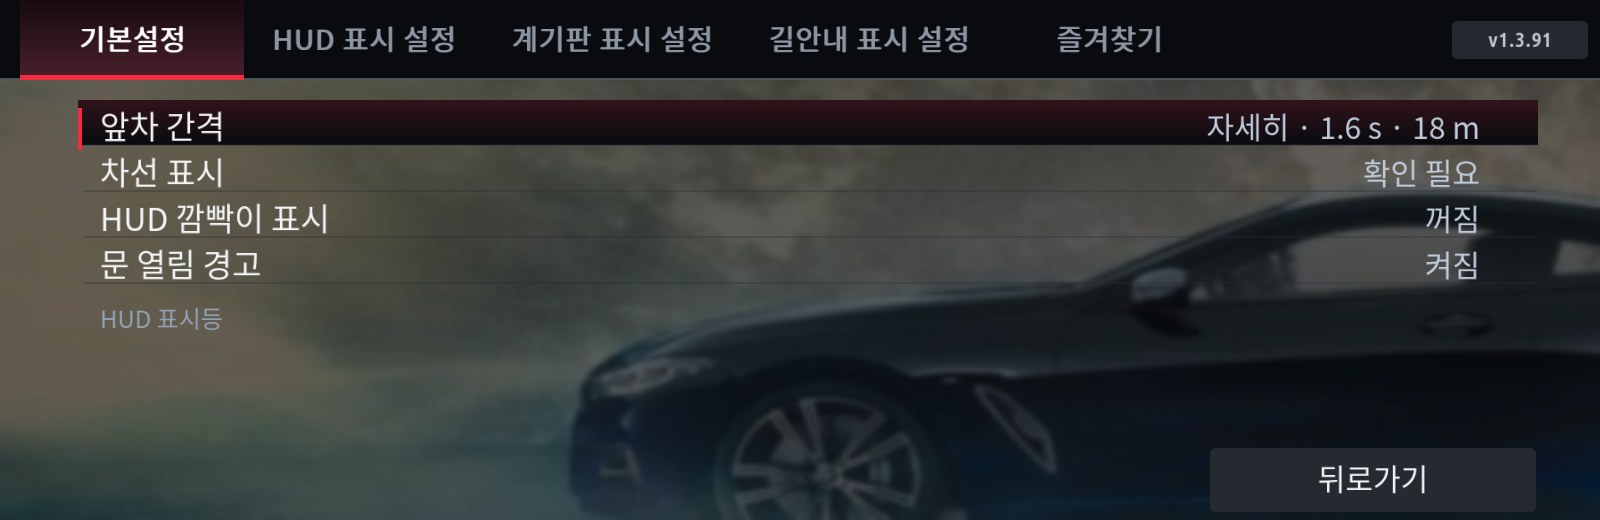 기본설정 HUD 표시 설정 계기판 표시 설정 길안내 표시 설정 즐겨찾기 v1.3.91
앞차 간격 자세히 · 1.6 s · 18 m
차선 표시 확인 필요
HUD 깜빡이 표시 꺼짐
문 열림 경고 켜짐
HUD 표시등
뒤로가기